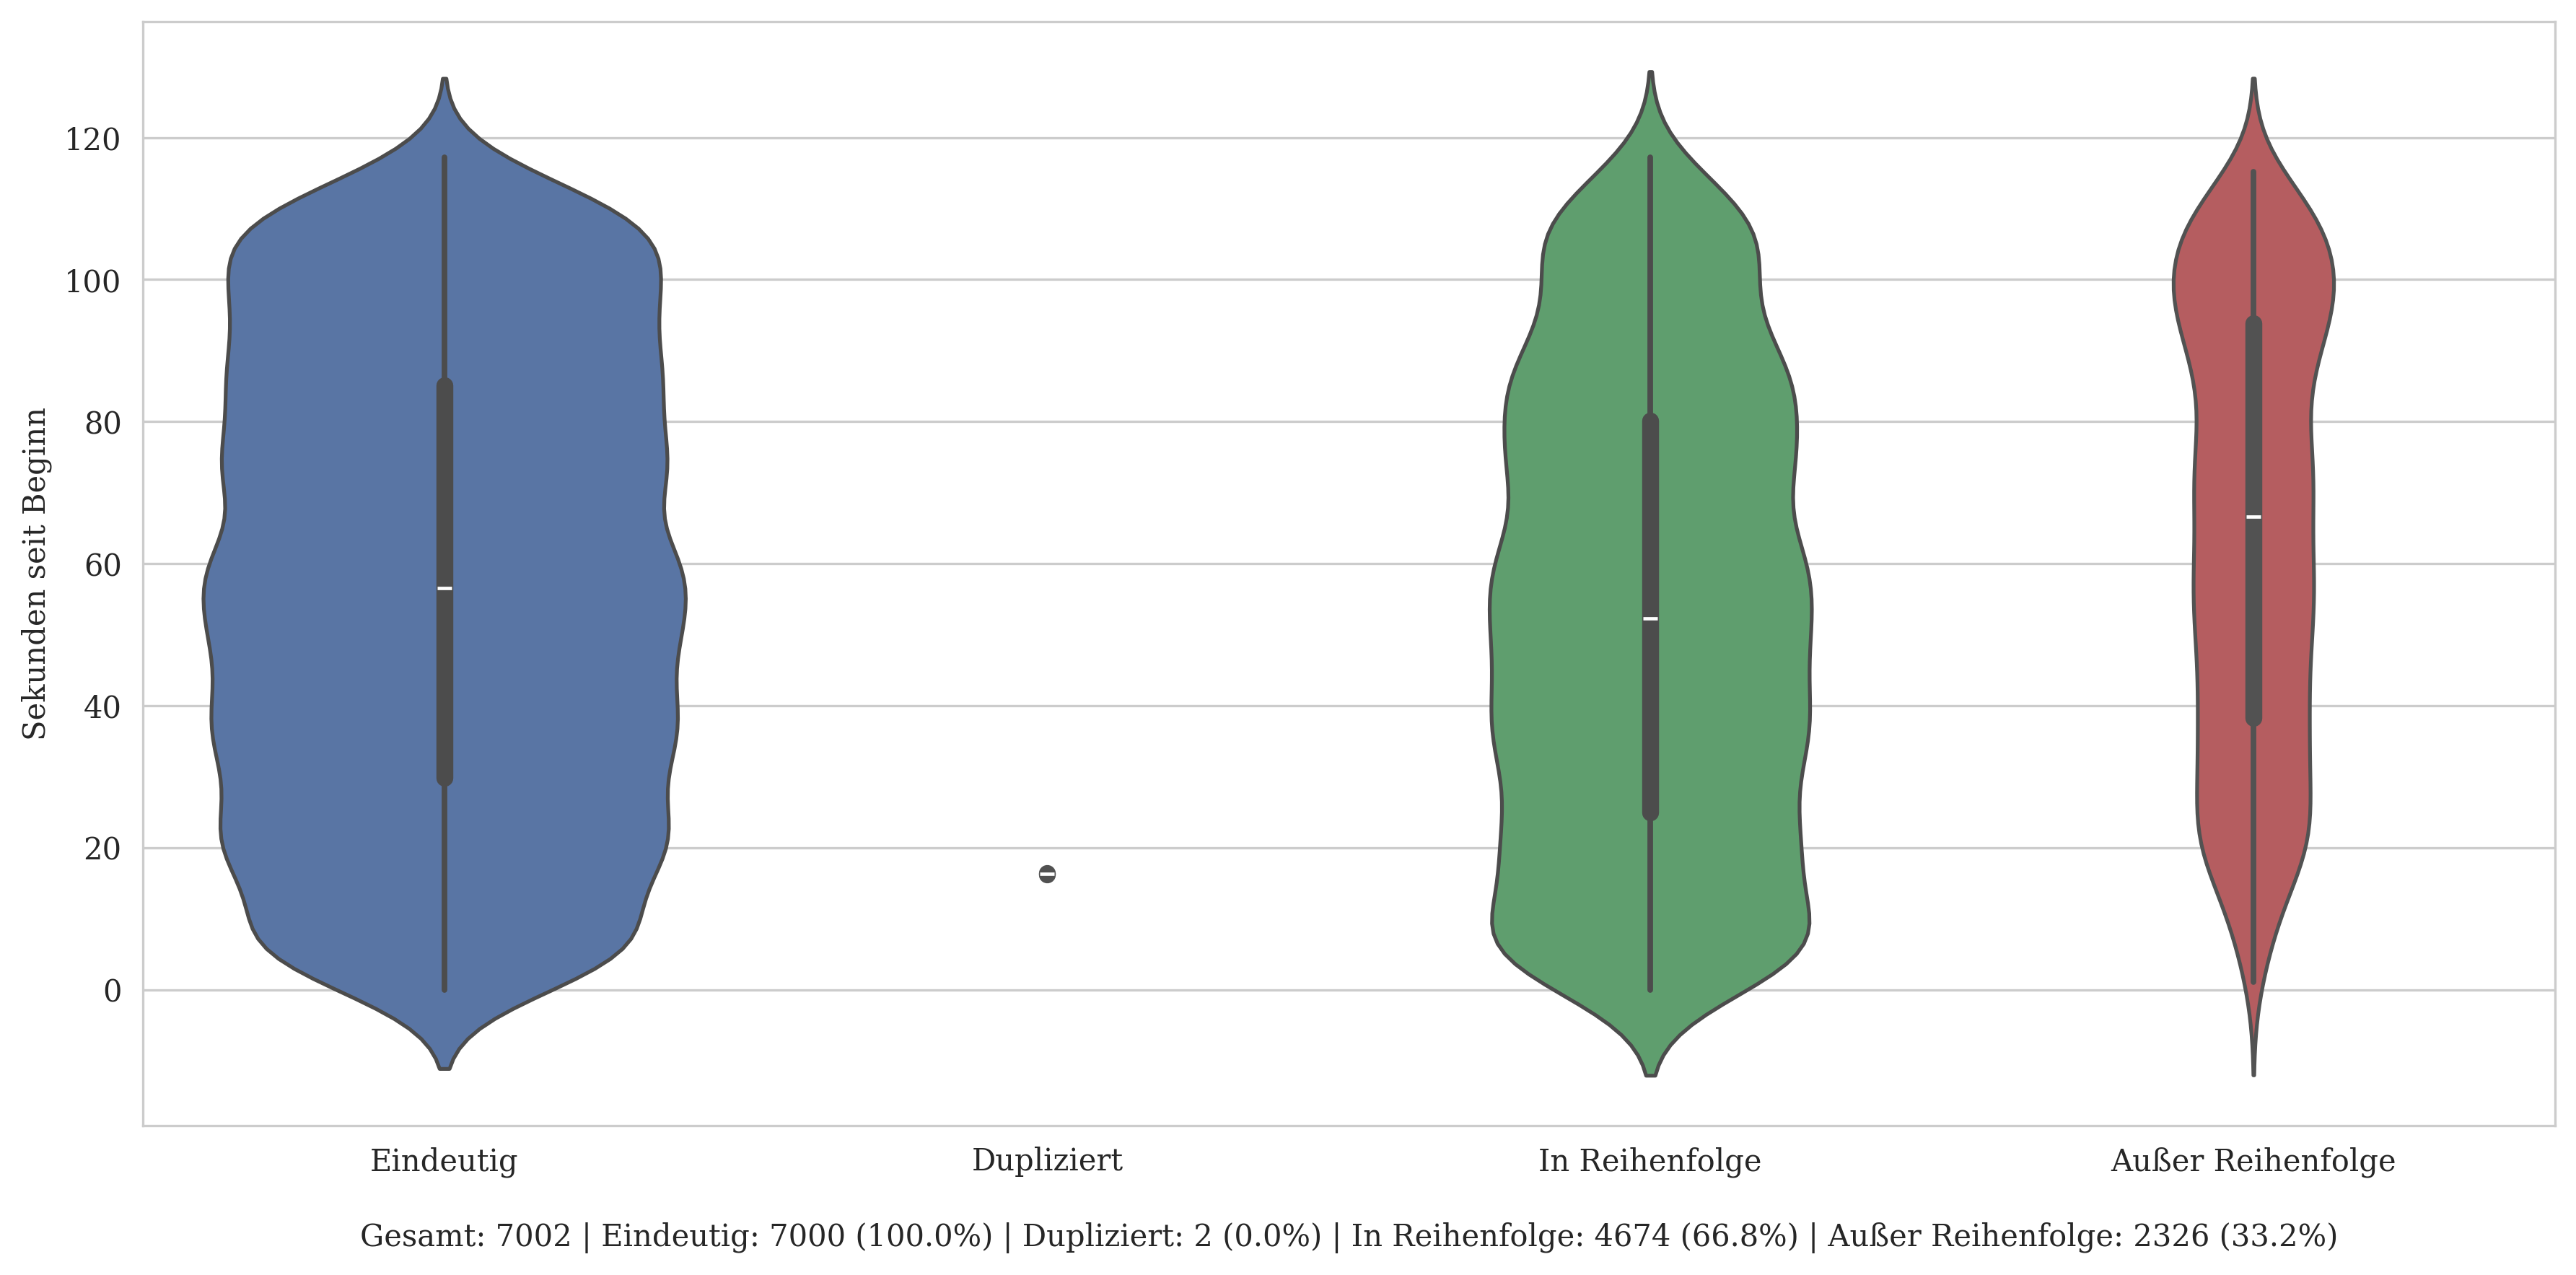 Sekunden seit Beginn
120
100
80
60
40
20
0
Eindeutig
Dupliziert
In Reihenfolge
Außer Reihenfolge
Gesamt: 7002 | Eindeutig: 7000 (100.0%) | Dupliziert: 2 (0.0%) | In Reihenfolge: 4674 (66.8%) | Außer Reihenfolge: 2326 (33.2%)